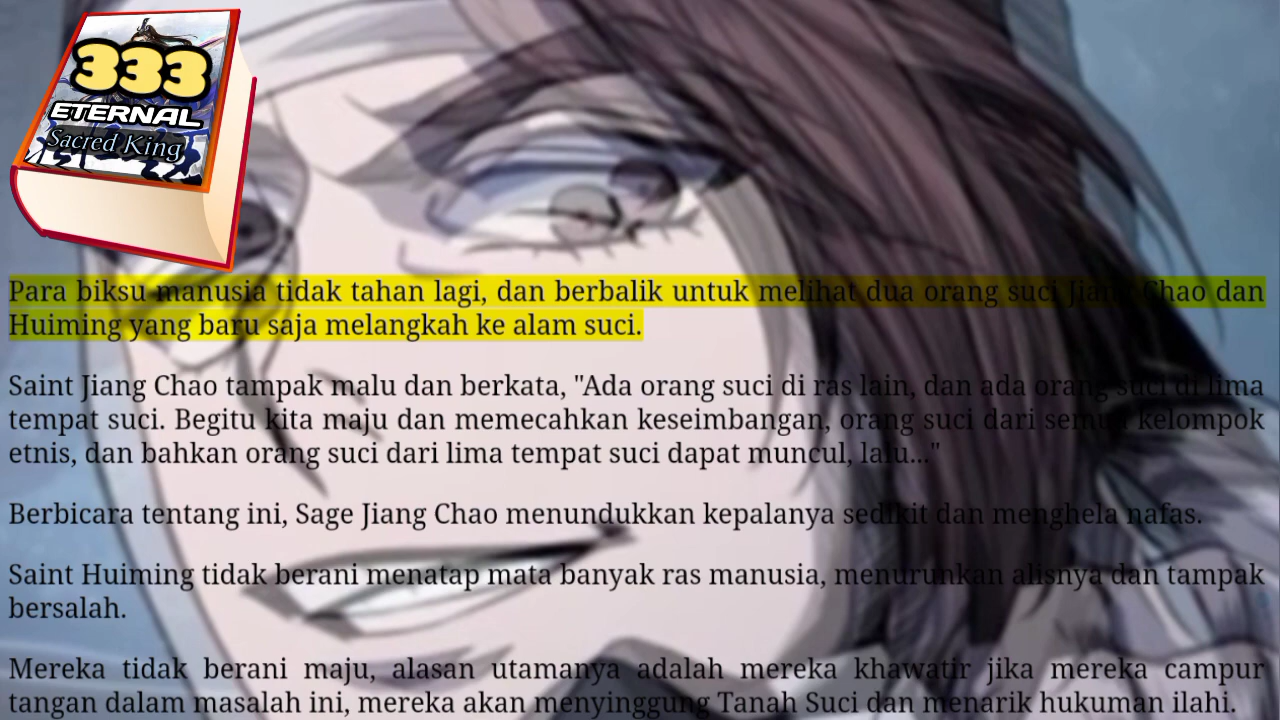 333
ETERNAL
Sacred King
Para biksu manusia tidak tahan lagi, dan berbalik untuk melihat dua orang suci Jiang Chao dan
Huiming yang baru saja melangkah ke alam suci.
Saint Jiang Chao tampak malu dan berkata, "Ada orang suci di ras lain, dan ada orang suci di lima
tempat suci. Begitu kita maju dan memecahkan keseimbangan, orang suci dari semua kelompok
etnis, dan bahkan orang suci dari lima tempat suci dapat muncul, lalu..."
Berbicara tentang ini, Sage Jiang Chao menundukkan kepalanya sedikit dan menghela nafas.
Saint Huiming tidak berani menatap mata banyak ras manusia, menurunkan alisnya dan tampak
bersalah.
Mereka tidak berani maju, alasan utamanya adalah mereka khawatir jika mereka campur
tangan dalam masalah ini, mereka akan menyinggung Tanah Suci dan menarik hukuman ilahi.